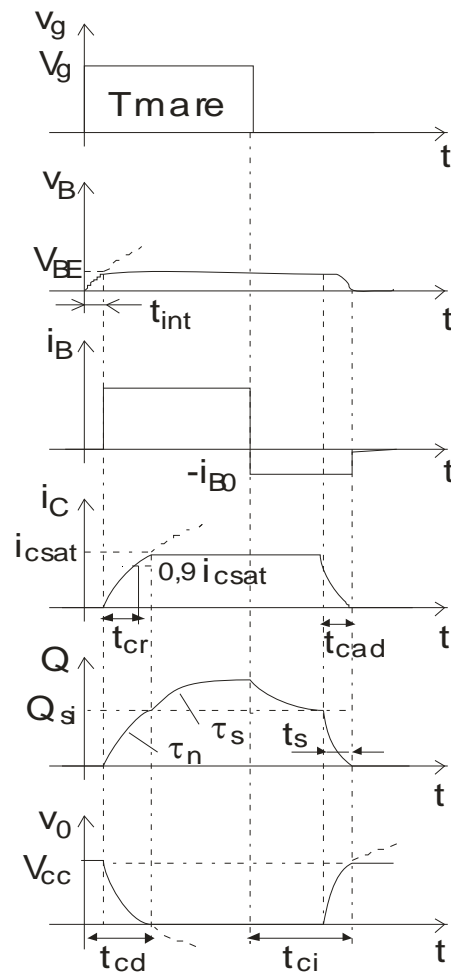 v_g
V_g
Tmare
t
v_B
V_BE
t_int
t
i_B
-i_B0
t
i_C
i_csat
0,9 i_csat
t_cr
t_cad
t
Q
Q_si
τ_n
τ_s
t_s
t
v_0
V_cc
t_cd
t_ci
t